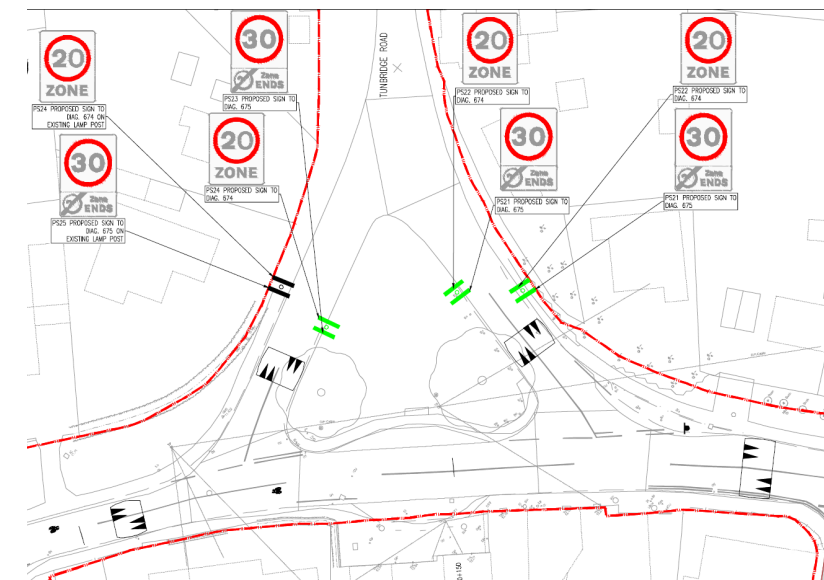 20
ZONE
PS24 PROPOSED SIGN TO
DIAG. 674 ON
EXISTING LAMP POST
30
Zone
ENDS
PS25 PROPOSED SIGN TO
DIAG. 675 ON
EXISTING LAMP POST
30
Zone
ENDS
PS23 PROPOSED SIGN TO
DIAG. 675
20
ZONE
PS24 PROPOSED SIGN TO
DIAG. 674
TUNBRIDGE ROAD
20
ZONE
PS22 PROPOSED SIGN TO
DIAG. 674
30
Zone
ENDS
PS21 PROPOSED SIGN TO
DIAG. 675
20
ZONE
PS22 PROPOSED SIGN TO
DIAG. 674
30
Zone
ENDS
PS21 PROPOSED SIGN TO
DIAG. 675
0+150